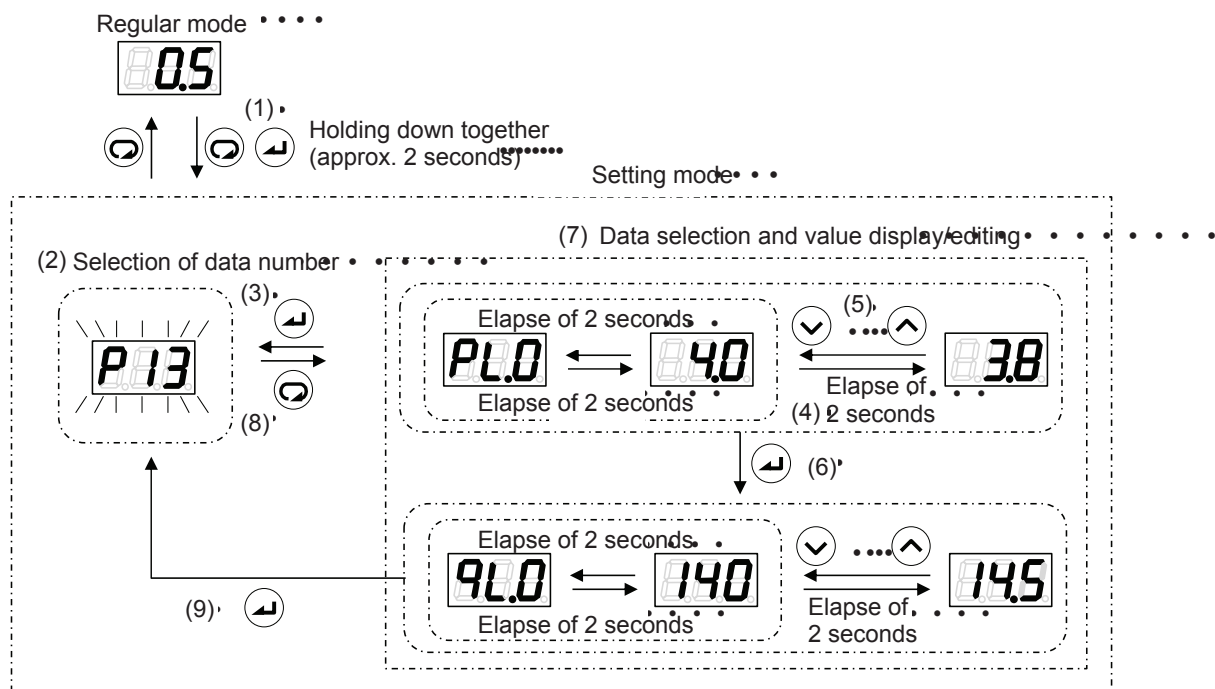 Regular mode
0.5
(1)
Holding down together
(approx. 2 seconds)
Setting mode
(7) Data selection and value display/editing
(2) Selection of data number
(3)
P13
(8)
Elapse of 2 seconds
PL.0
4.0
Elapse of 2 seconds
(5)
3.8
Elapse of
(4) 2 seconds
(6)
Elapse of 2 seconds
qL.0
14.0
Elapse of 2 seconds
14.5
Elapse of
2 seconds
(9)